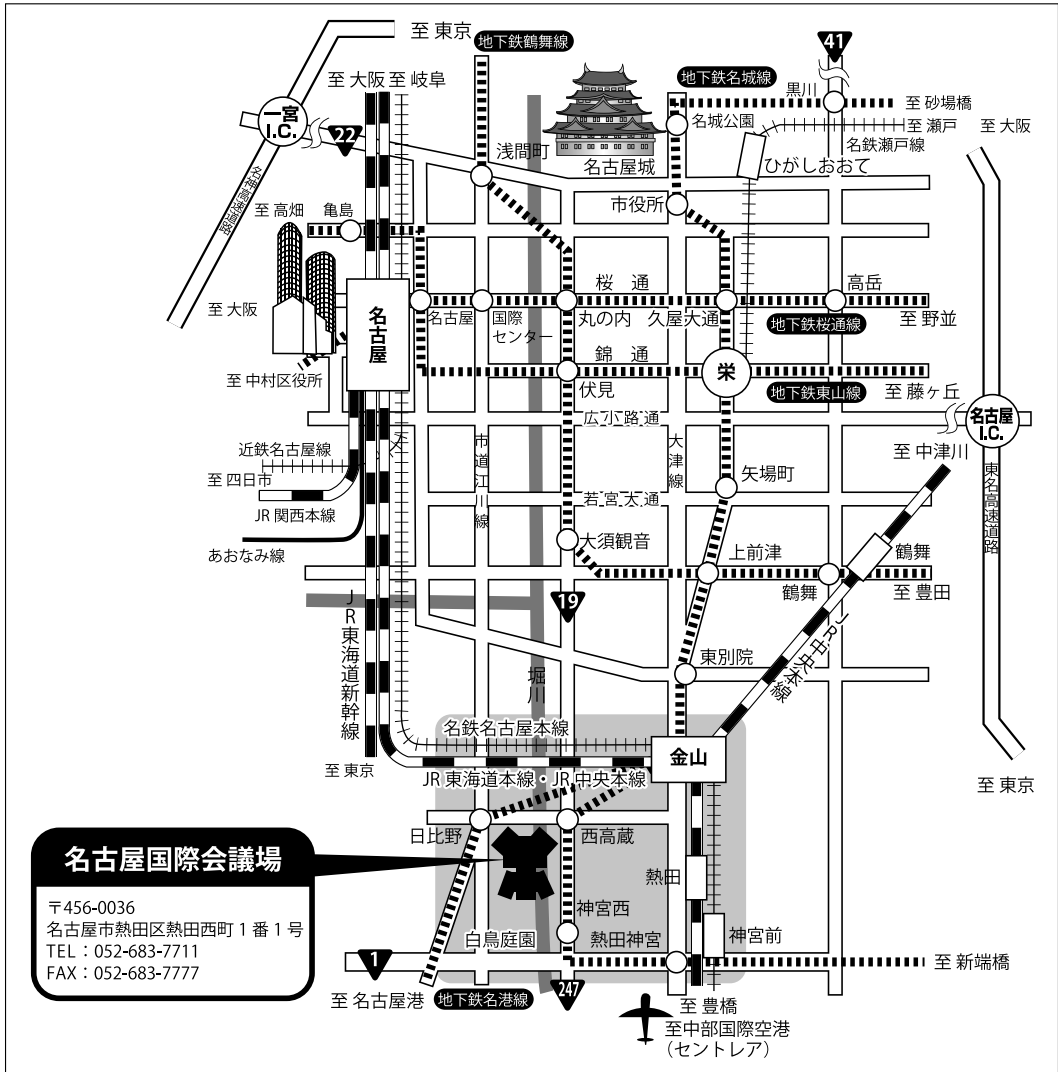 至 東京
地下鉄鶴舞線
41
至 大阪 至 岐阜
地下鉄名城線
黒川
至 砂場橋
一宮
I.C.
22
名城公園
至 瀬戸
至 大阪
名鉄瀬戸線
浅間町
名古屋城
ひがしおおて
名神高速道路
市役所
至 高畑
亀島
桜 通
高岳
至 大阪
名古屋
名古屋
国際
センター
丸の内
久屋大通
地下鉄桜通線
至 野並
錦 通
栄
至 中村区役所
伏見
地下鉄東山線
至 藤ヶ丘
広小路通
名古屋
I.C.
近鉄名古屋線
市道江川線
大津線
至 中津川
至 四日市
矢場町
JR 関西本線
若宮大通
東名高速道路
あおなみ線
大須観音
上前津
鶴舞
鶴舞
至 豊田
19
JR東海道新幹線
JR中央本線
東別院
堀川
名鉄名古屋本線
金山
至 東京
JR 東海道本線・JR 中央本線
至 東京
日比野
西高蔵
名古屋国際会議場
熱田
〒456-0036
名古屋市熱田区熱田西町 1 番 1 号
TEL：052-683-7711
FAX：052-683-7777
神宮西
白鳥庭園
熱田神宮
神宮前
1
至 新端橋
至 名古屋港
地下鉄名港線
247
至 豊橋
至中部国際空港
（セントレア）